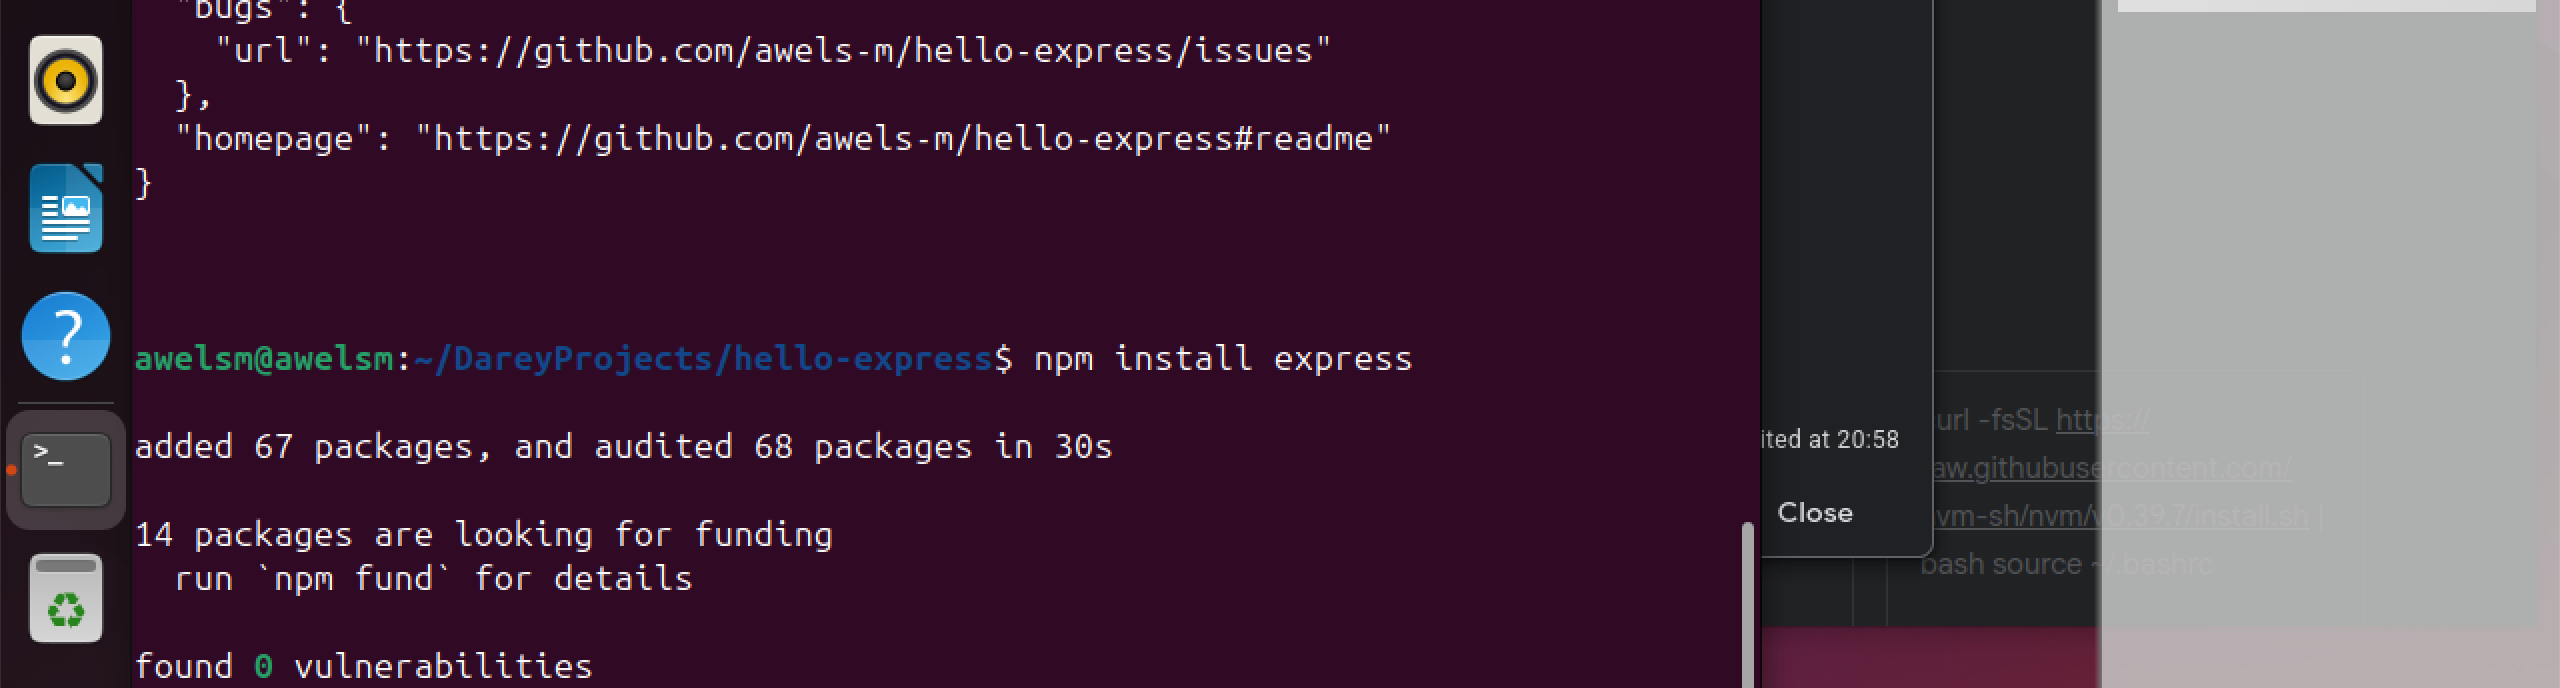 "bugs": {
"url": "https://github.com/awels-m/hello-express/issues"
},
"homepage": "https://github.com/awels-m/hello-express#readme"
}
awelsm@awelsm:~/DareyProjects/hello-express$ npm install express
added 67 packages, and audited 68 packages in 30s
14 packages are looking for funding
run `npm fund` for details
found 0 vulnerabilities
>_
?
ited at 20:58
Close
url -fsSL https://
aw.githubusercontent.com/
vm-sh/nvm/v0.39.7/install.sh |
bash source ~/.bashrc